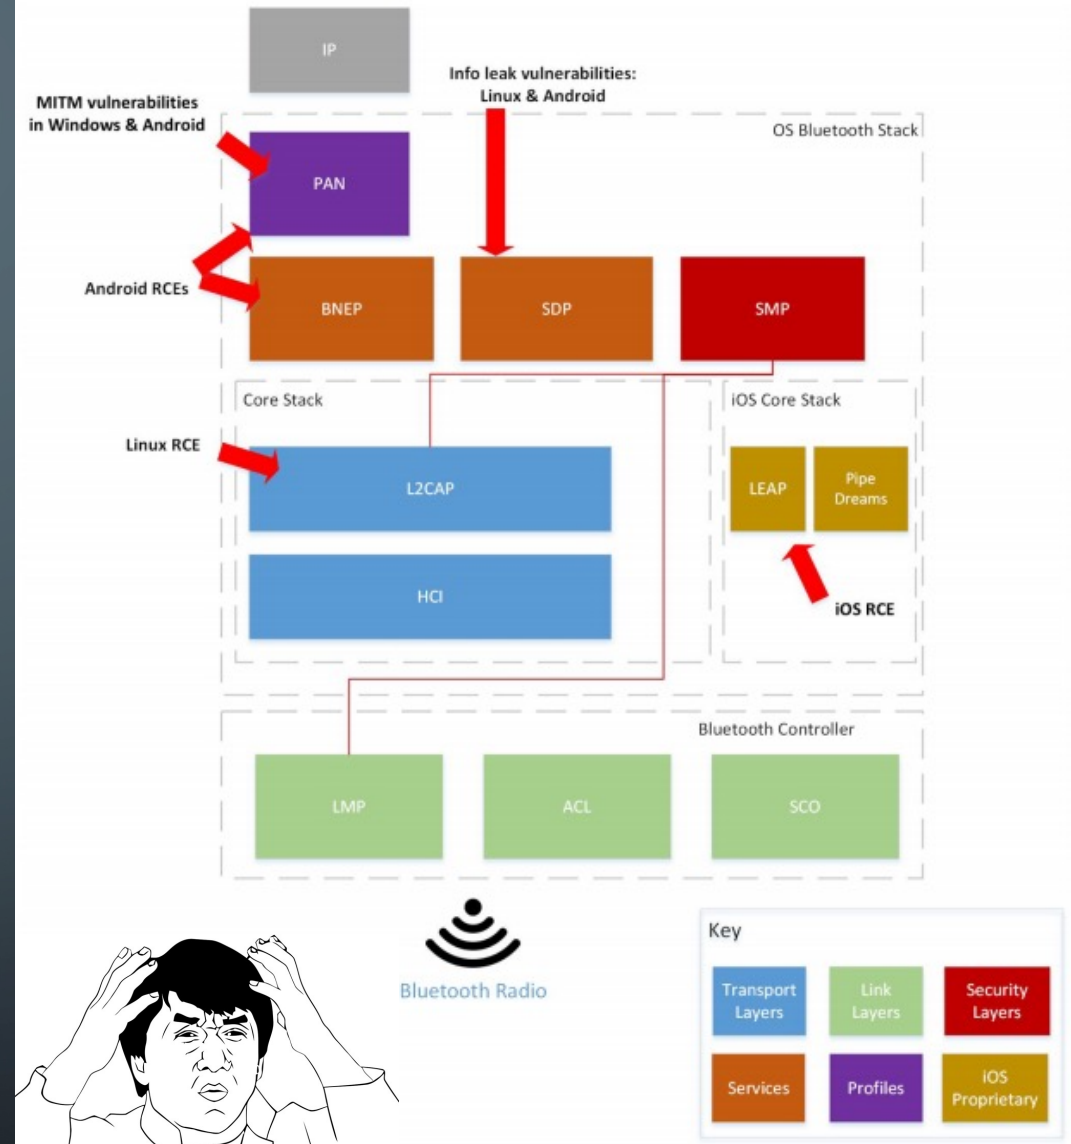 IP
Info leak vulnerabilities:
Linux & Android
MITM vulnerabilities
in Windows & Android
OS Bluetooth Stack
PAN
Android RCEs
BNEP
SDP
SMP
Core Stack
iOS Core Stack
Linux RCE
L2CAP
LEAP
Pipe
Dreams
HCI
iOS RCE
Bluetooth Controller
LMP
ACL
SCO
Bluetooth Radio
Key
Transport
Layers
Link
Layers
Security
Layers
Services
Profiles
iOS
Proprietary